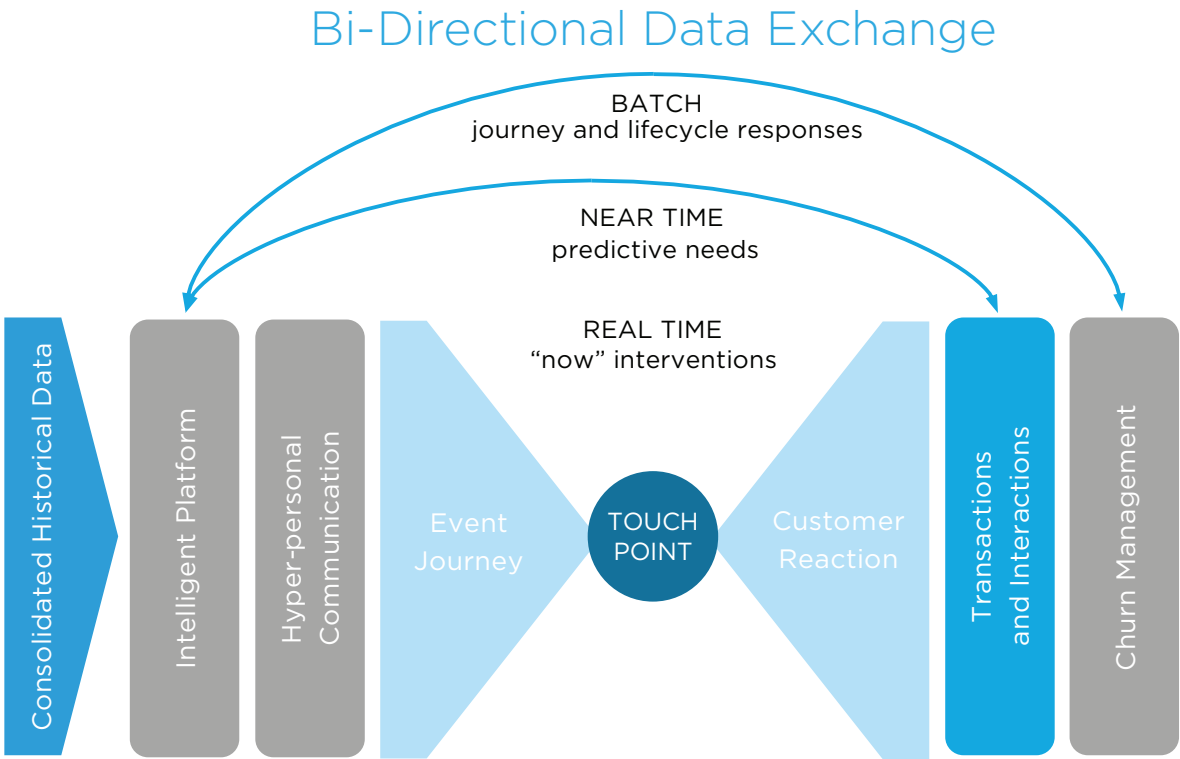 Bi-Directional Data Exchange
BATCH
journey and lifecycle responses
NEAR TIME
predictive needs
REAL TIME
“now” interventions
Consolidated Historical Data
Intelligent Platform
Hyper-personal
Communication
Event
Journey
TOUCH
POINT
Customer
Reaction
Transactions
and Interactions
Churn Management